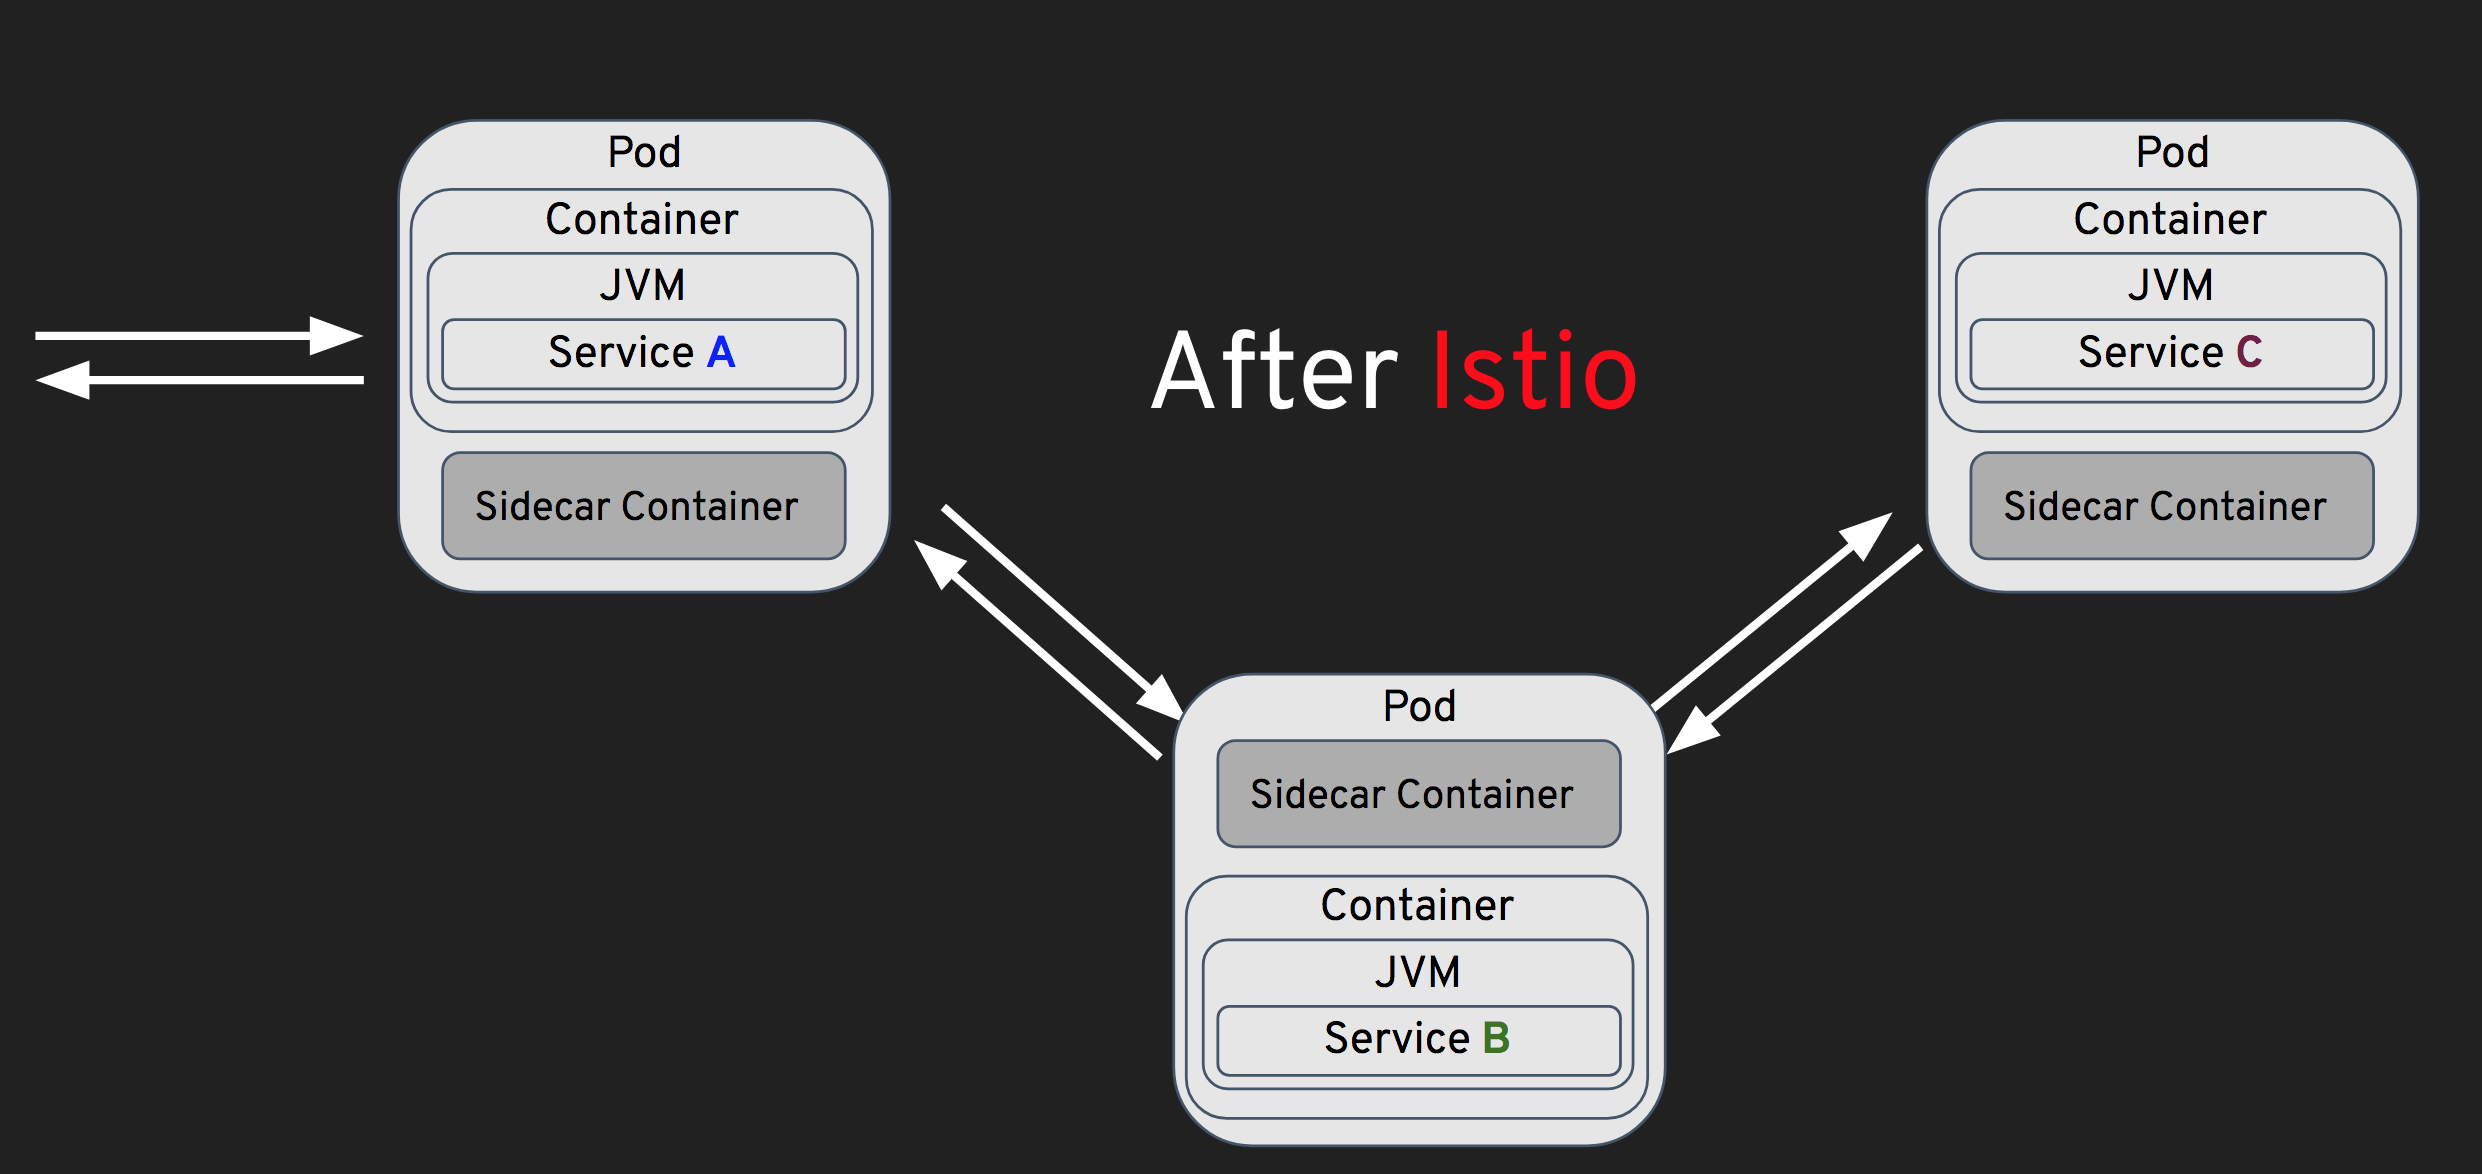 Pod
Container
JVM
Service A
Sidecar Container
After Istio
Pod
Container
JVM
Service C
Sidecar Container
Pod
Sidecar Container
Container
JVM
Service B